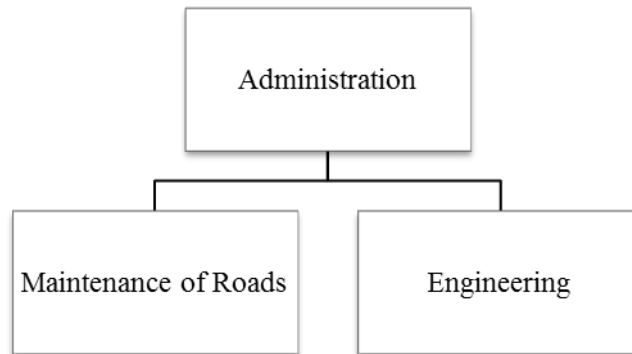 Administration
Maintenance of Roads
Engineering